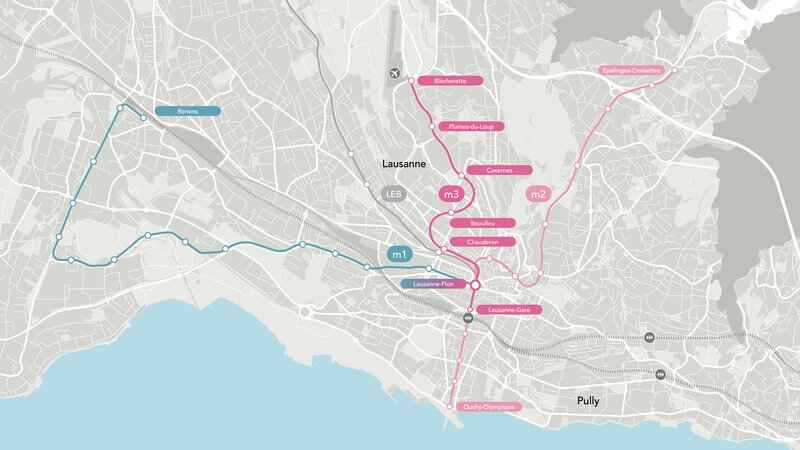 Epalinges-Croisettes
Blécherette
Renens
Plaines-du-Loup
Lausanne
Casernes
LEB
m3
m2
Beaulieu
Chauderon
m1
Lausanne-Flon
Lausanne-Gare
Pully
Ouchy-Olympique